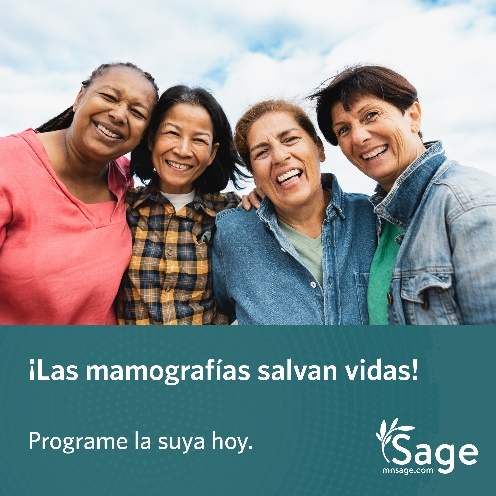 ¡Las mamografías salvan vidas!
Programe la suya hoy.
Sage
mnsage.com